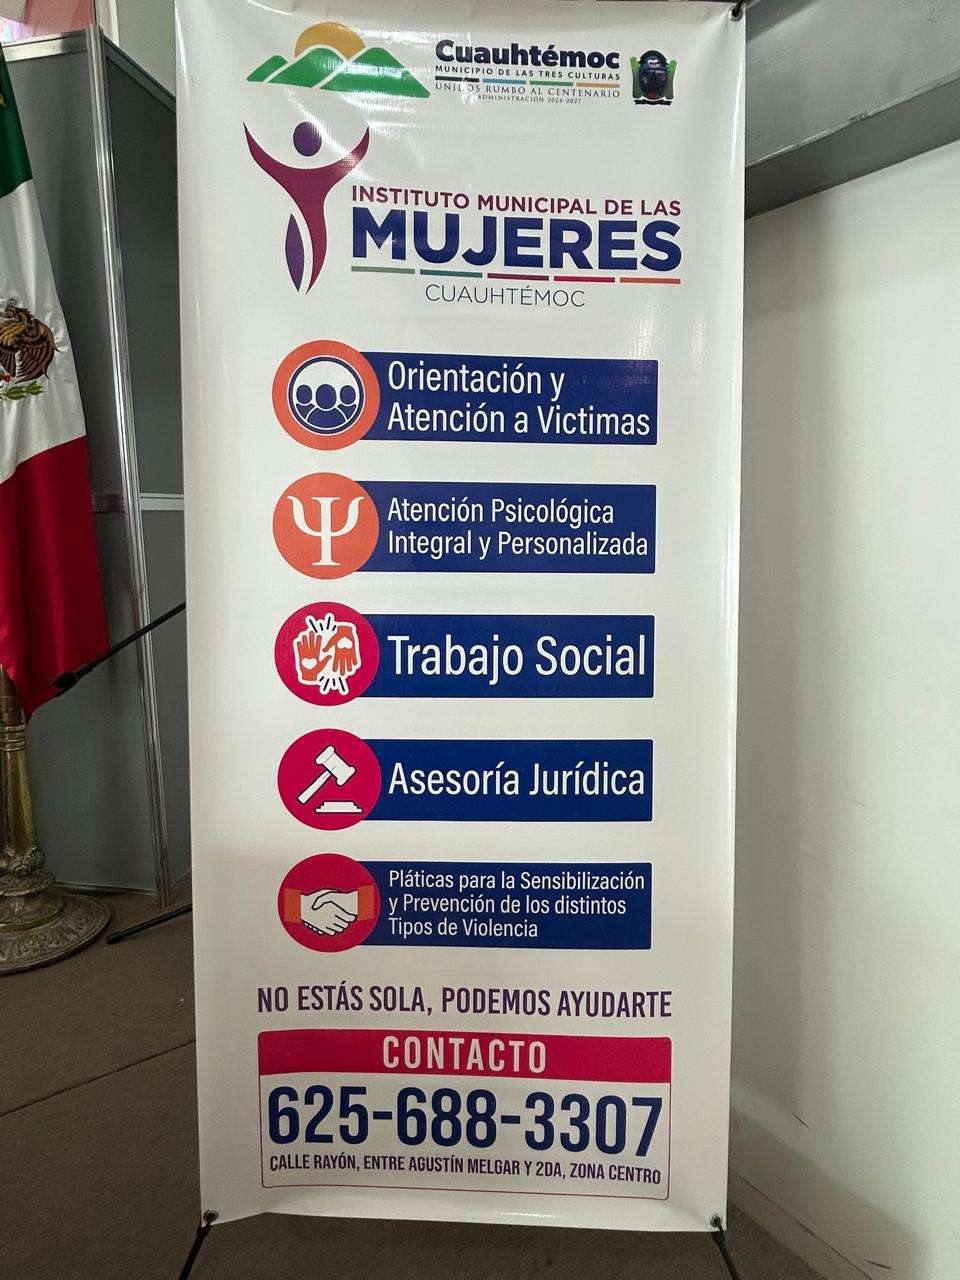 Cuauhtémoc
MUNICIPIO DE LAS TRES CULTURAS
UNIDOS RUMBO AL CENTENARIO
ADMINISTRACIÓN 2024-2027
INSTITUTO MUNICIPAL DE LAS
MUJERES
CUAUHTÉMOC
Orientación y
Atención a Victimas
Atención Psicológica
Integral y Personalizada
Trabajo Social
Asesoría Jurídica
Pláticas para la Sensibilización
y Prevención de los distintos
Tipos de Violencia
NO ESTÁS SOLA, PODEMOS AYUDARTE
CONTACTO
625-688-3307
CALLE RAYÓN, ENTRE AGUSTÍN MELGAR Y 2DA, ZONA CENTRO